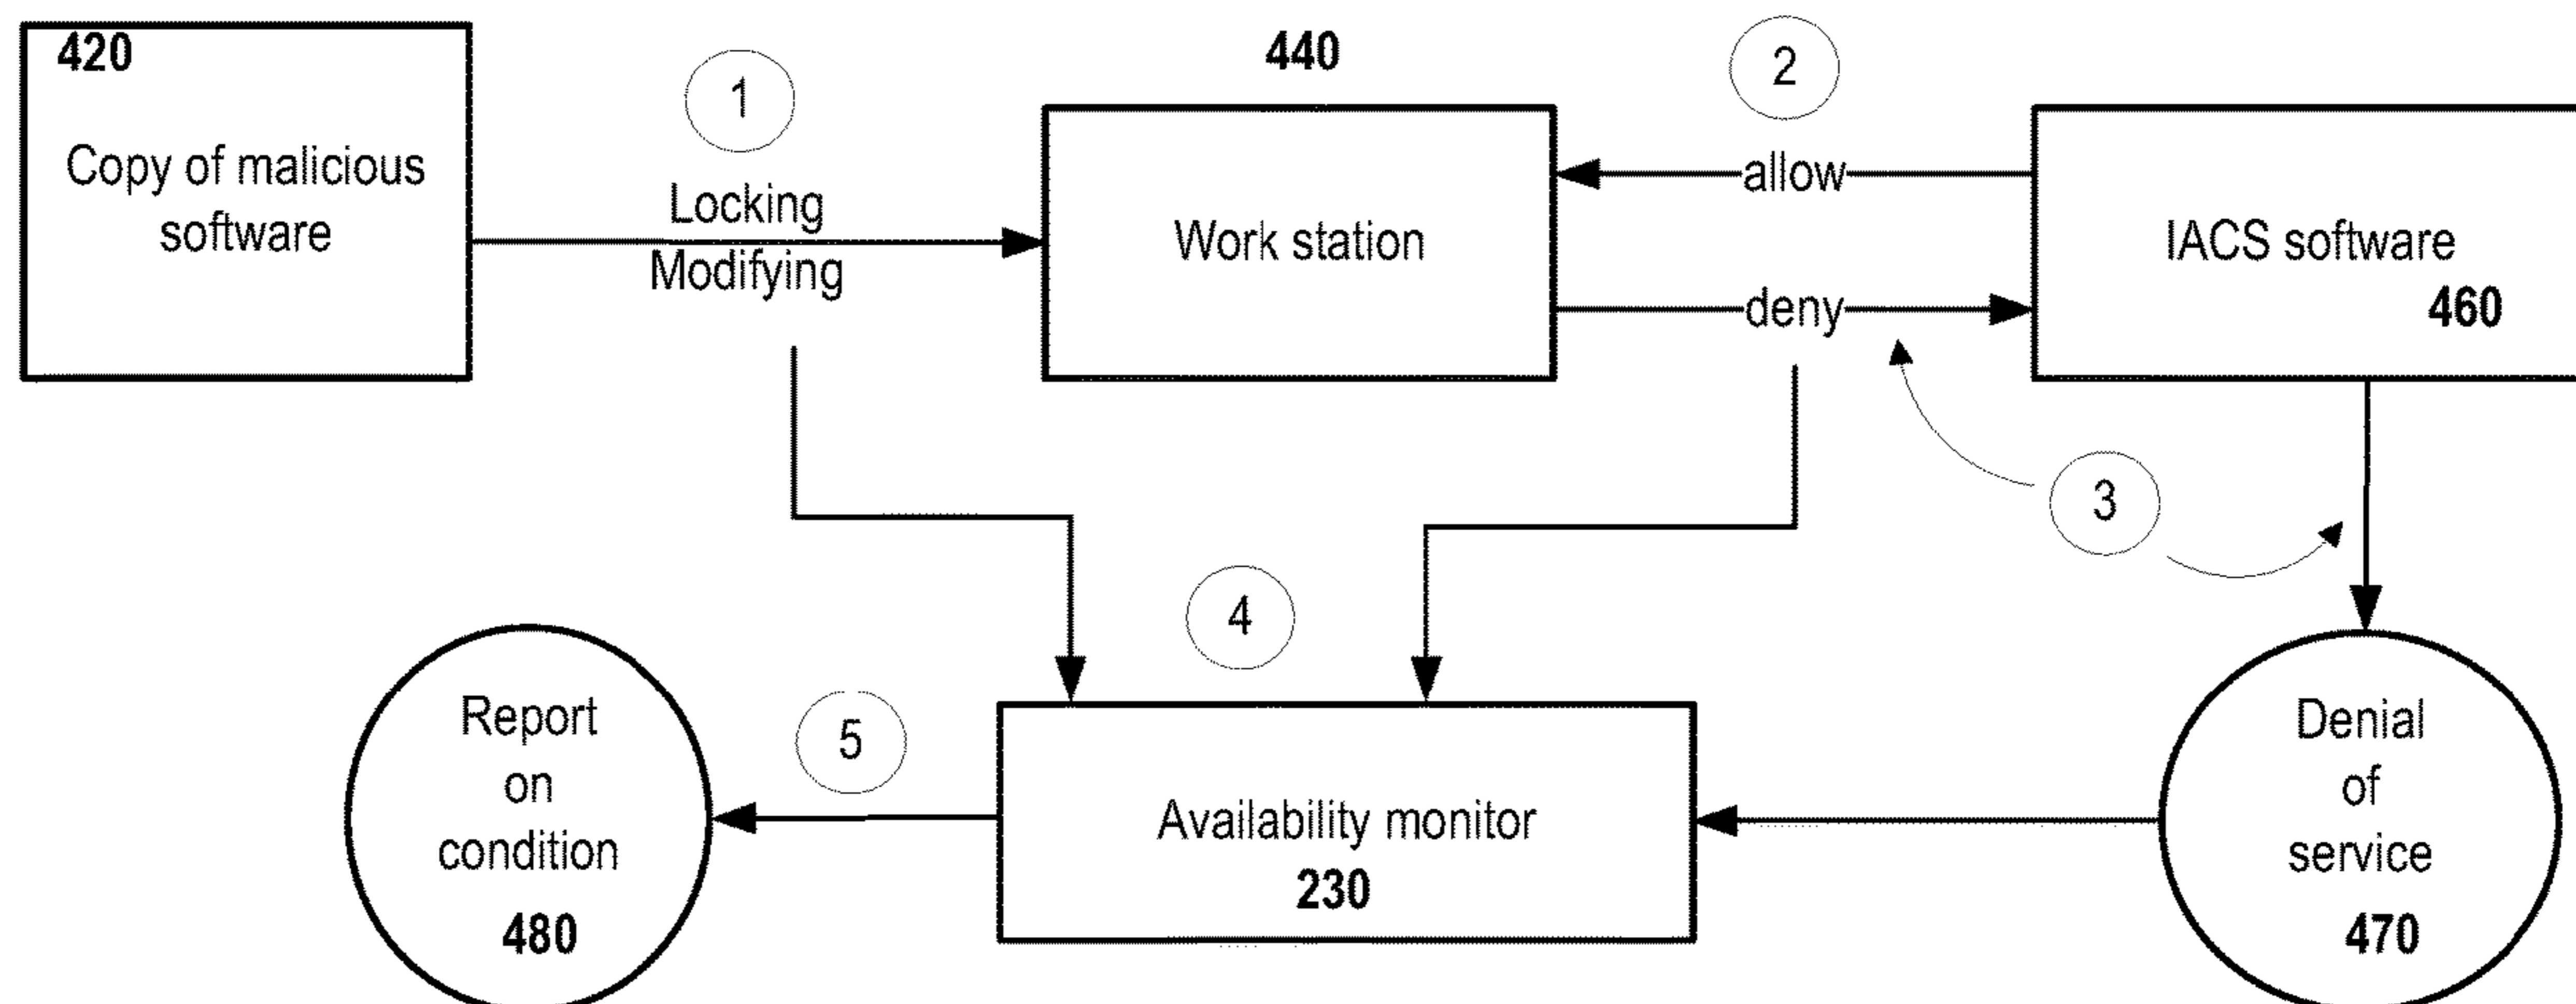 420
Copy of malicious
software
1
Locking
Modifying
440
Work station
2
allow
deny
IACS software
460
3
4
5
Report
on
condition
480
Availability monitor
230
Denial
of
service
470